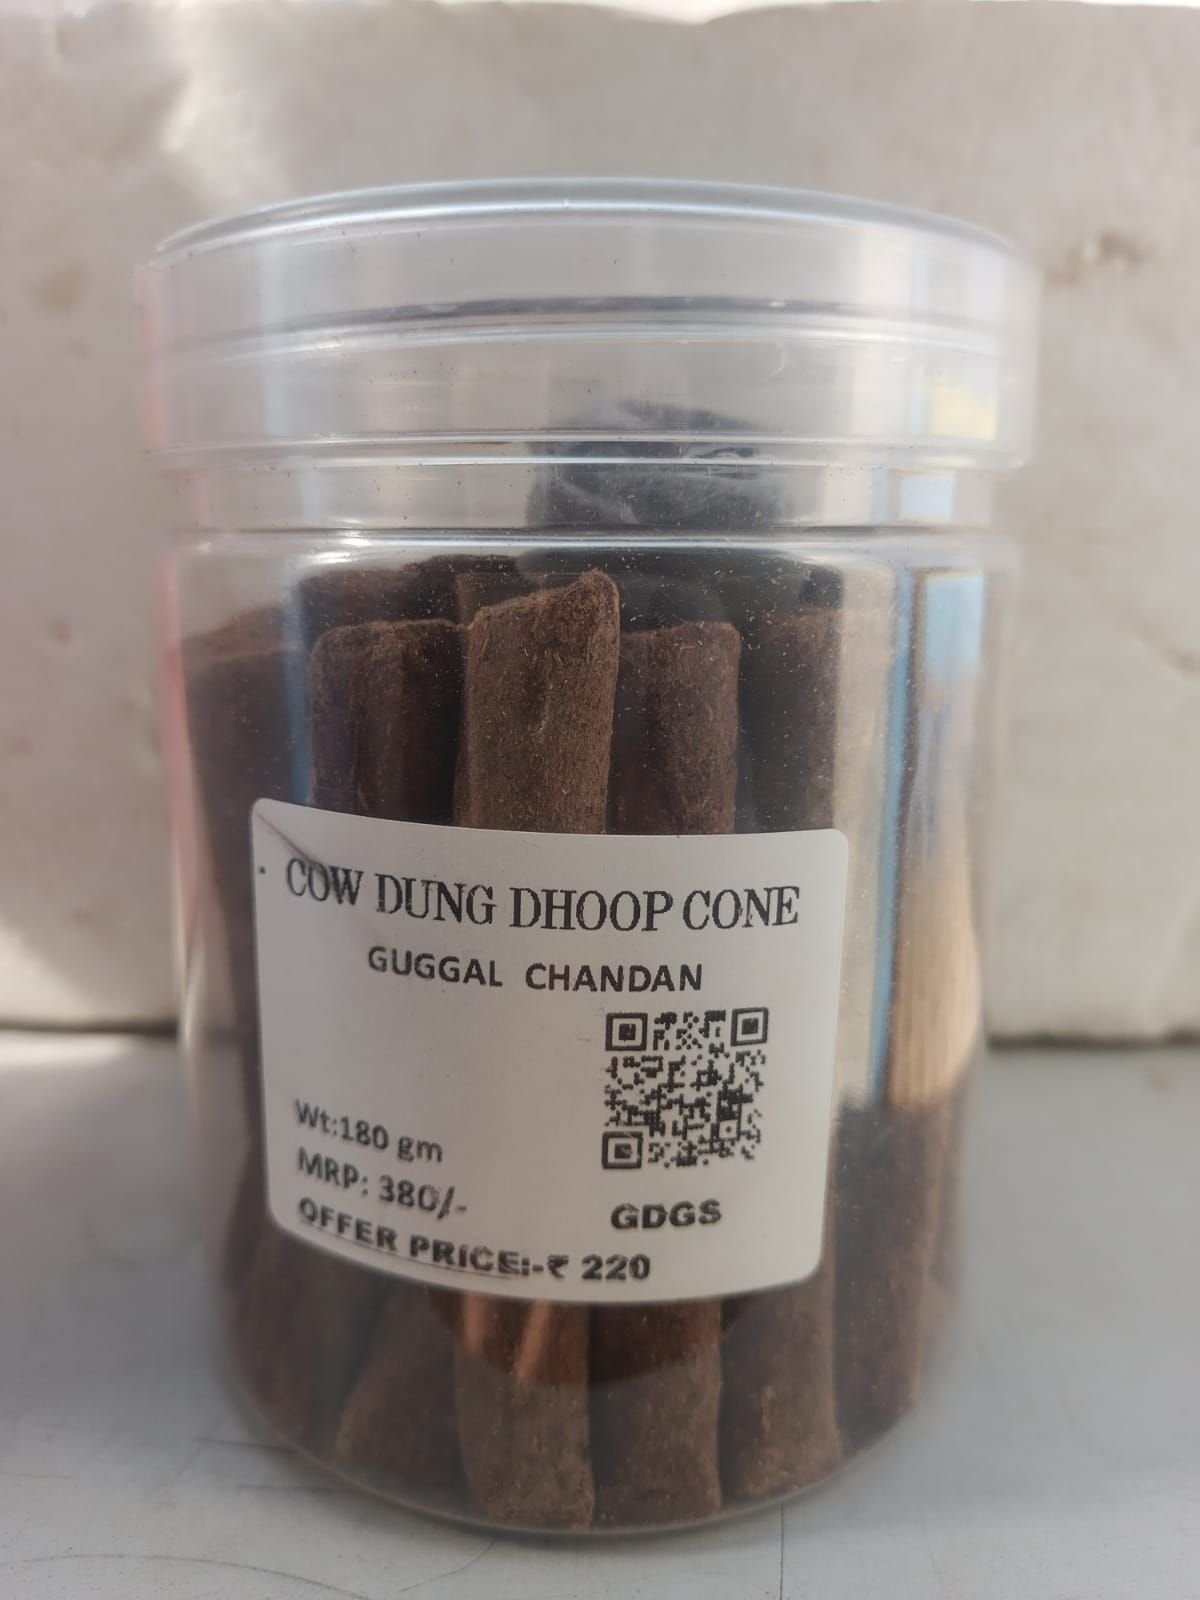 COW DUNG DHOOP CONE
GUGGAL CHANDAN
Wt:180 gm
MRP: 380/-
GDGS
OFFER PRICE:-₹ 220